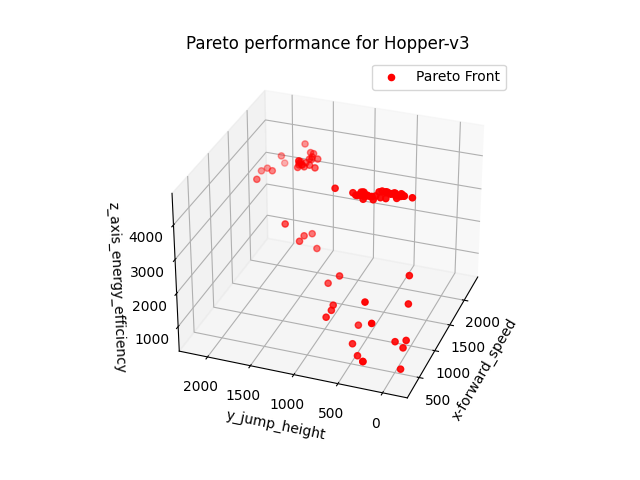 Pareto performance for Hopper-v3
Pareto Front
z_axis_energy_efficiency
4000
3000
2000
1000
2000
1500
1000
500
0
y_jump_height
2000
1500
1000
500
x-forward_speed